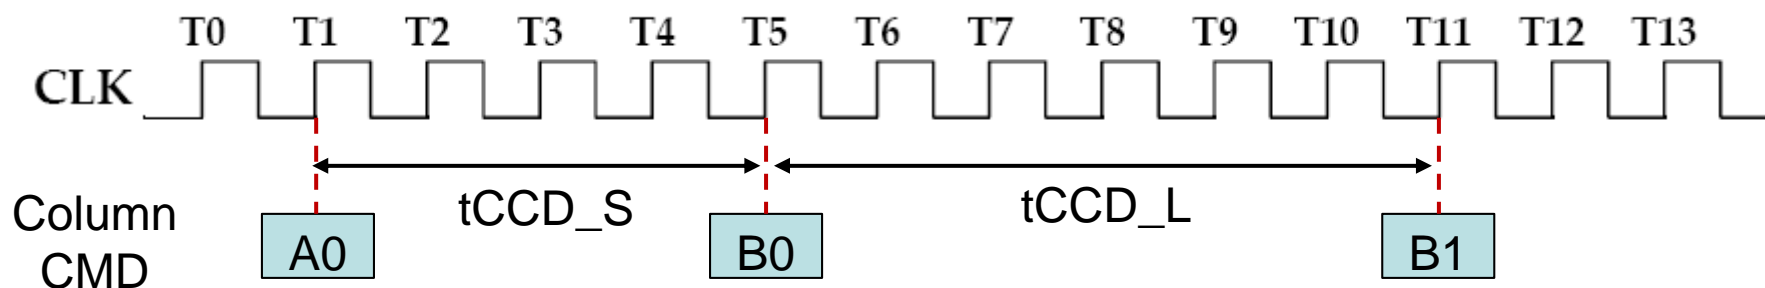 T0 T1 T2 T3 T4 T5 T6 T7 T8 T9 T10 T11 T12 T13
CLK
tCCD_S tCCD_L
Column
CMD
A0 B0 B1